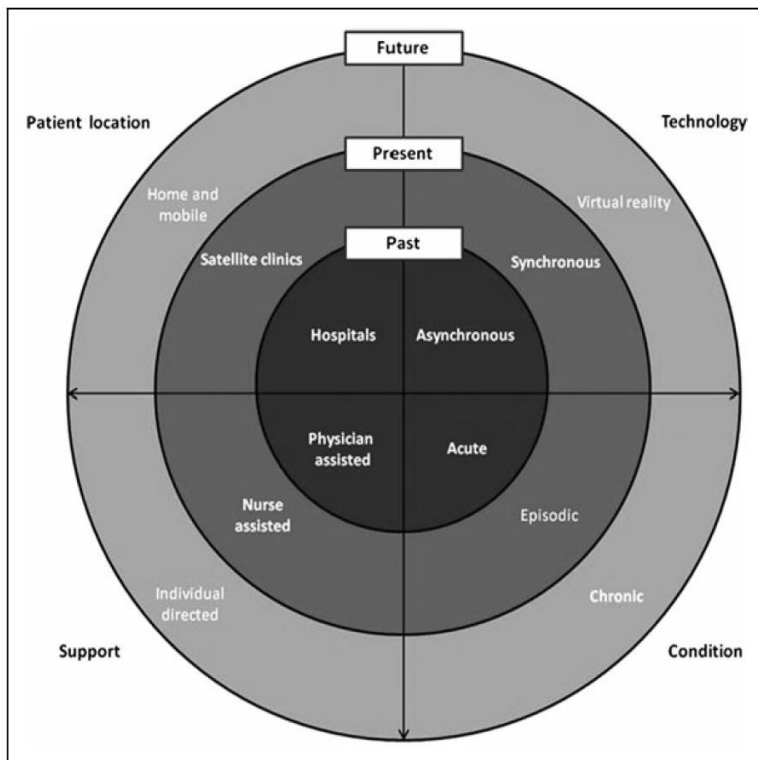 Future
Patient location
Technology
Present
Home and
mobile
Virtual reality
Past
Satellite clinics
Synchronous
Hospitals
Asynchronous
Physician
assisted
Acute
Nurse
assisted
Episodic
Individual
directed
Chronic
Support
Condition